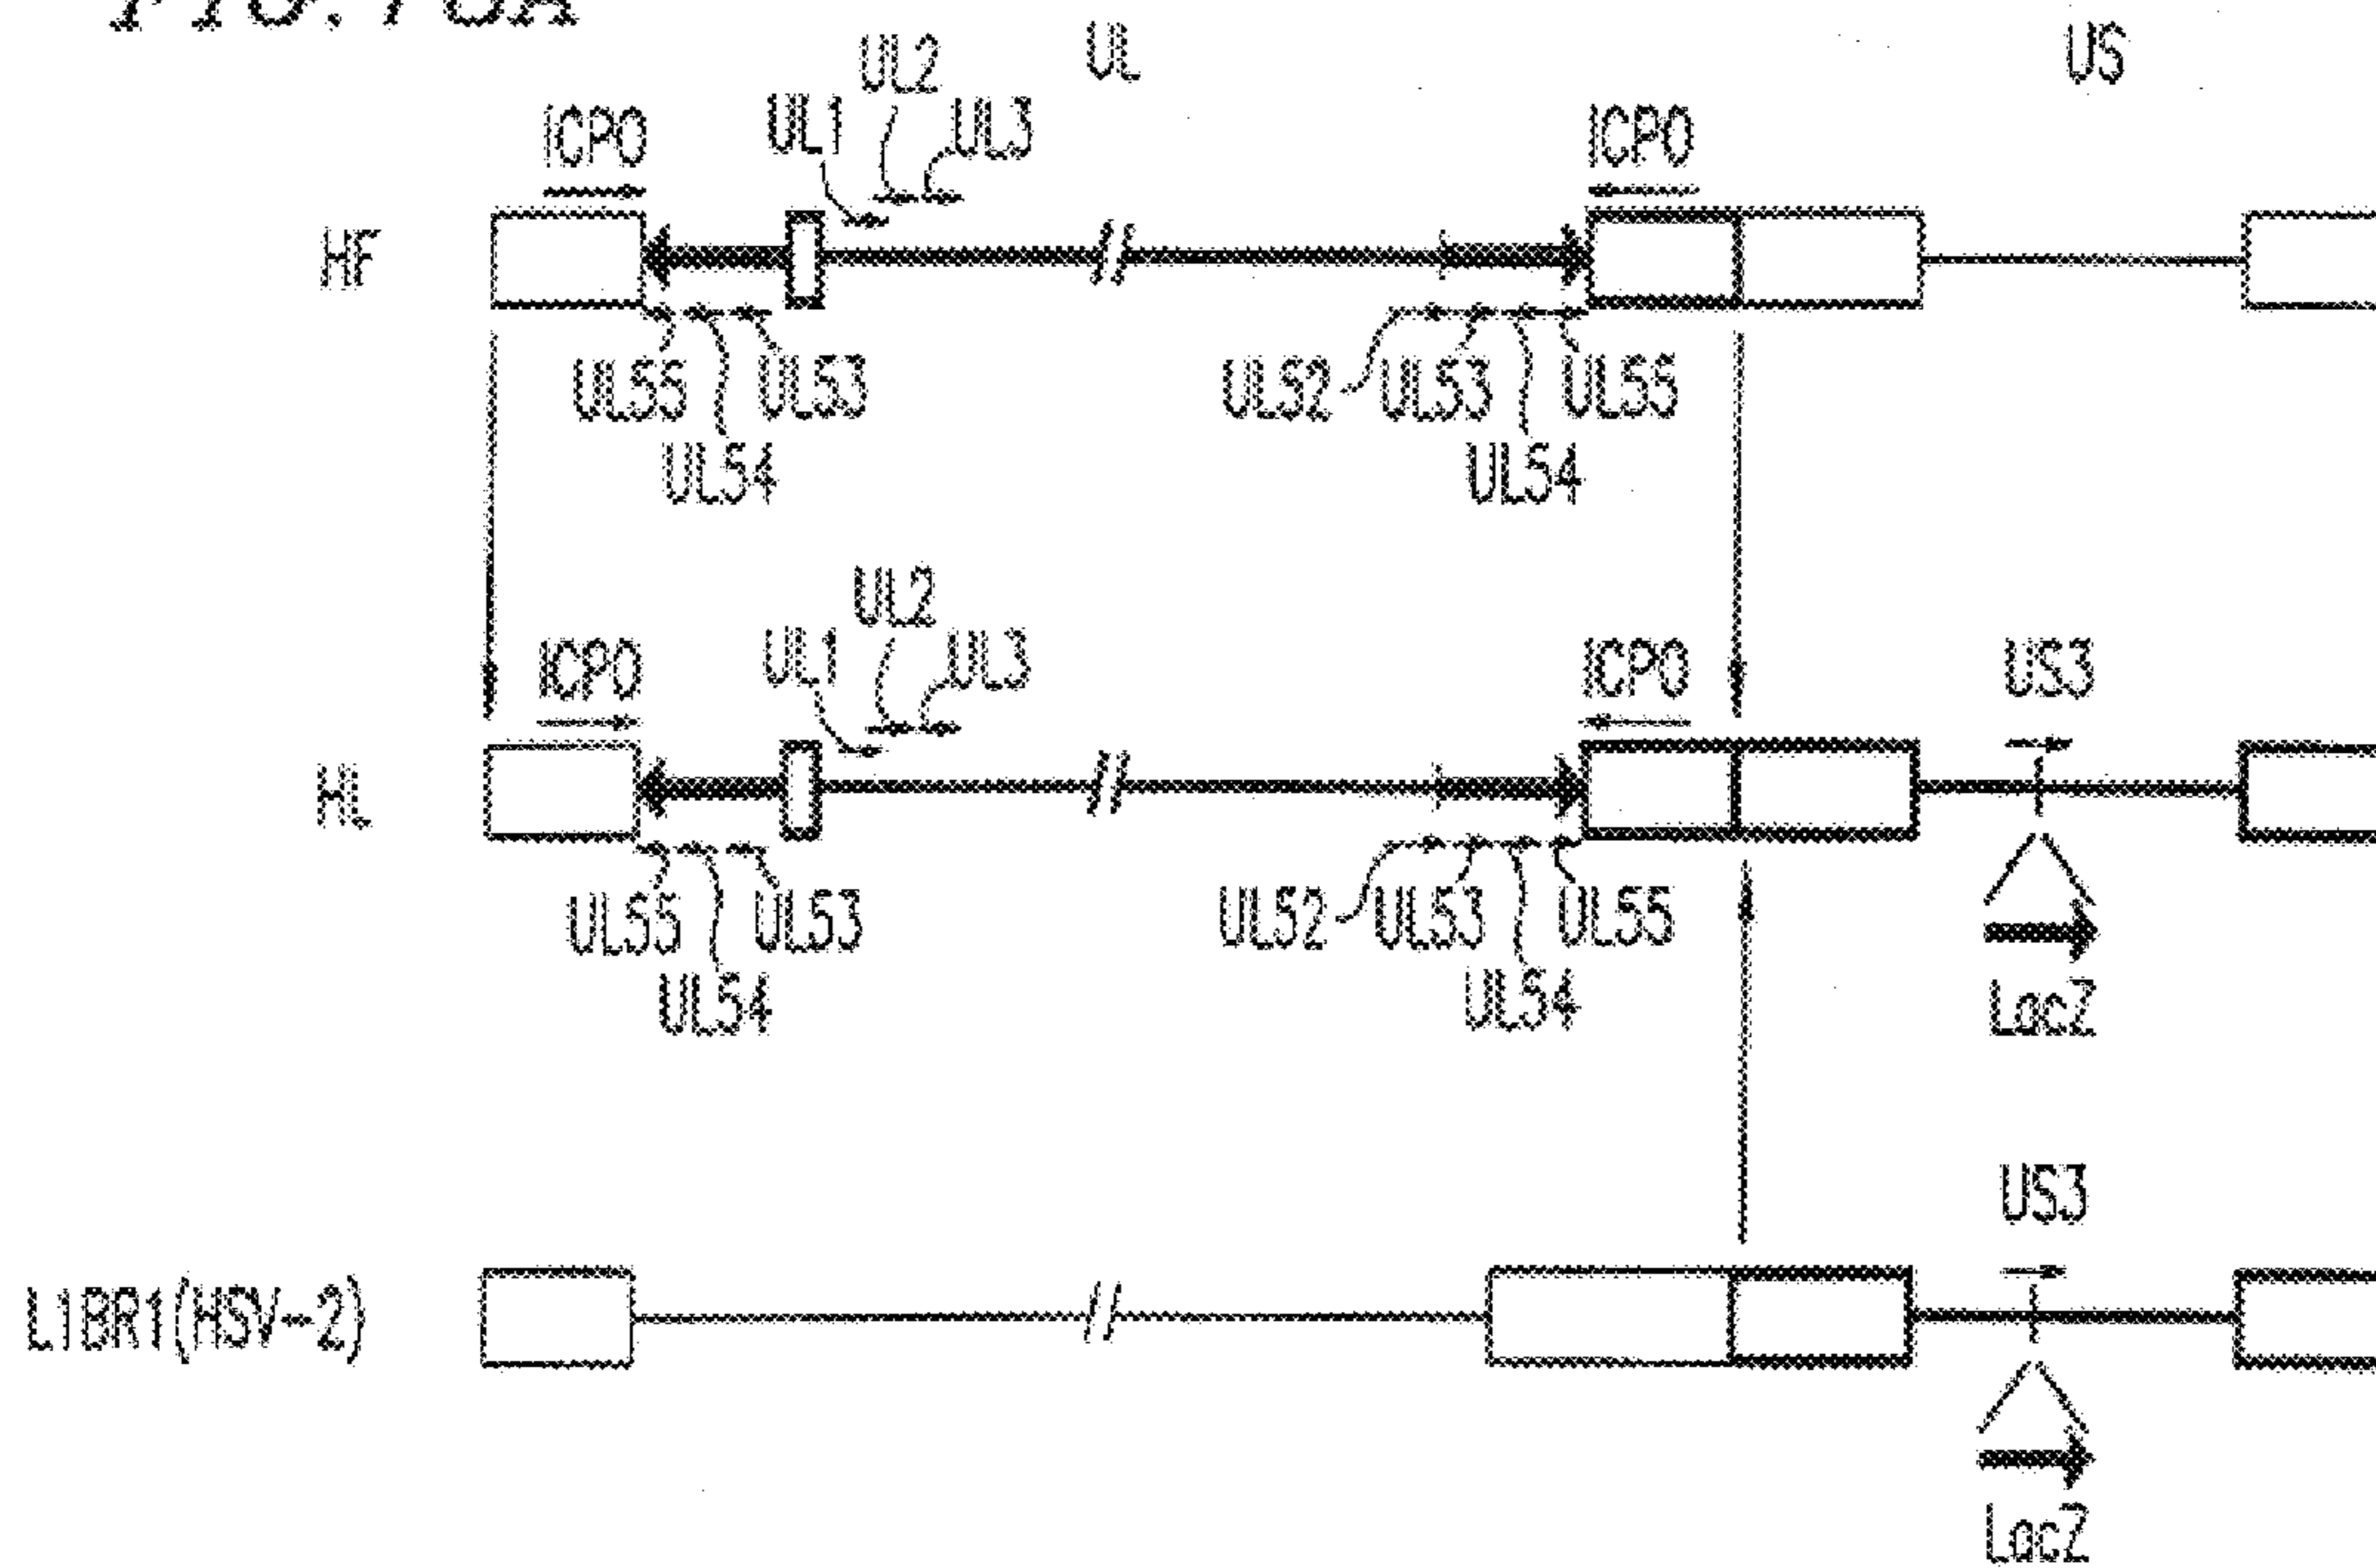 UL US
UL2
ICP0 UL1 UL3 ICP0
HF
UL55 UL53 UL52 UL53 UL55
UL54 UL54
UL2
ICP0 UL1 UL3 ICP0 US3
HL
UL55 UL53 UL52 UL53 UL55
UL54 UL54
LacZ
US3
L1BR1(HSV-2)
LacZ